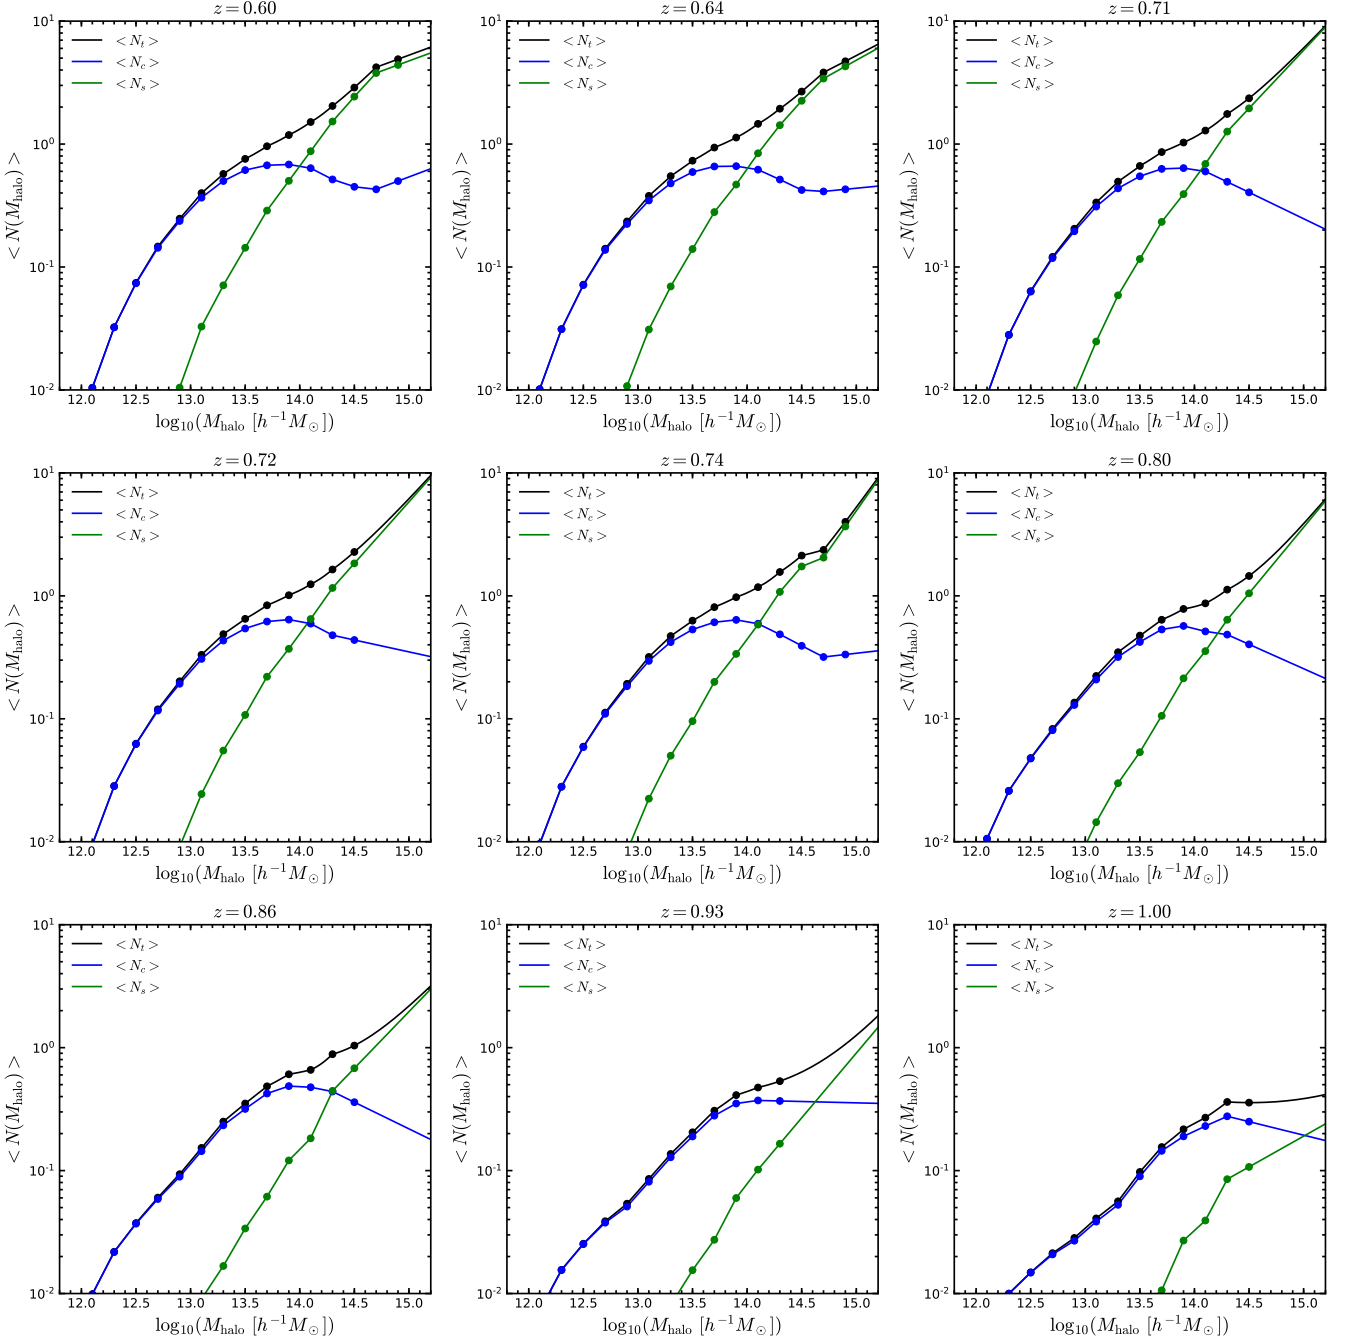 z = 0.60
z = 0.64
z = 0.71
< N_t >
< N_c >
< N_s >
< N_t >
< N_c >
< N_s >
< N_t >
< N_c >
< N_s >
10^1
10^0
10^-1
10^-2
10^1
10^0
10^-1
10^-2
10^1
10^0
10^-1
10^-2
< N(M_halo) >
< N(M_halo) >
< N(M_halo) >
12.0 12.5 13.0 13.5 14.0 14.5 15.0
12.0 12.5 13.0 13.5 14.0 14.5 15.0
12.0 12.5 13.0 13.5 14.0 14.5 15.0
log10(M_halo [h^-1 M_⊙])
log10(M_halo [h^-1 M_⊙])
log10(M_halo [h^-1 M_⊙])
z = 0.72
z = 0.74
z = 0.80
< N_t >
< N_c >
< N_s >
< N_t >
< N_c >
< N_s >
< N_t >
< N_c >
< N_s >
10^1
10^0
10^-1
10^-2
10^1
10^0
10^-1
10^-2
10^1
10^0
10^-1
10^-2
< N(M_halo) >
< N(M_halo) >
< N(M_halo) >
12.0 12.5 13.0 13.5 14.0 14.5 15.0
12.0 12.5 13.0 13.5 14.0 14.5 15.0
12.0 12.5 13.0 13.5 14.0 14.5 15.0
log10(M_halo [h^-1 M_⊙])
log10(M_halo [h^-1 M_⊙])
log10(M_halo [h^-1 M_⊙])
z = 0.86
z = 0.93
z = 1.00
< N_t >
< N_c >
< N_s >
< N_t >
< N_c >
< N_s >
< N_t >
< N_c >
< N_s >
10^1
10^0
10^-1
10^-2
10^1
10^0
10^-1
10^-2
10^1
10^0
10^-1
10^-2
< N(M_halo) >
< N(M_halo) >
< N(M_halo) >
12.0 12.5 13.0 13.5 14.0 14.5 15.0
12.0 12.5 13.0 13.5 14.0 14.5 15.0
12.0 12.5 13.0 13.5 14.0 14.5 15.0
log10(M_halo [h^-1 M_⊙])
log10(M_halo [h^-1 M_⊙])
log10(M_halo [h^-1 M_⊙])